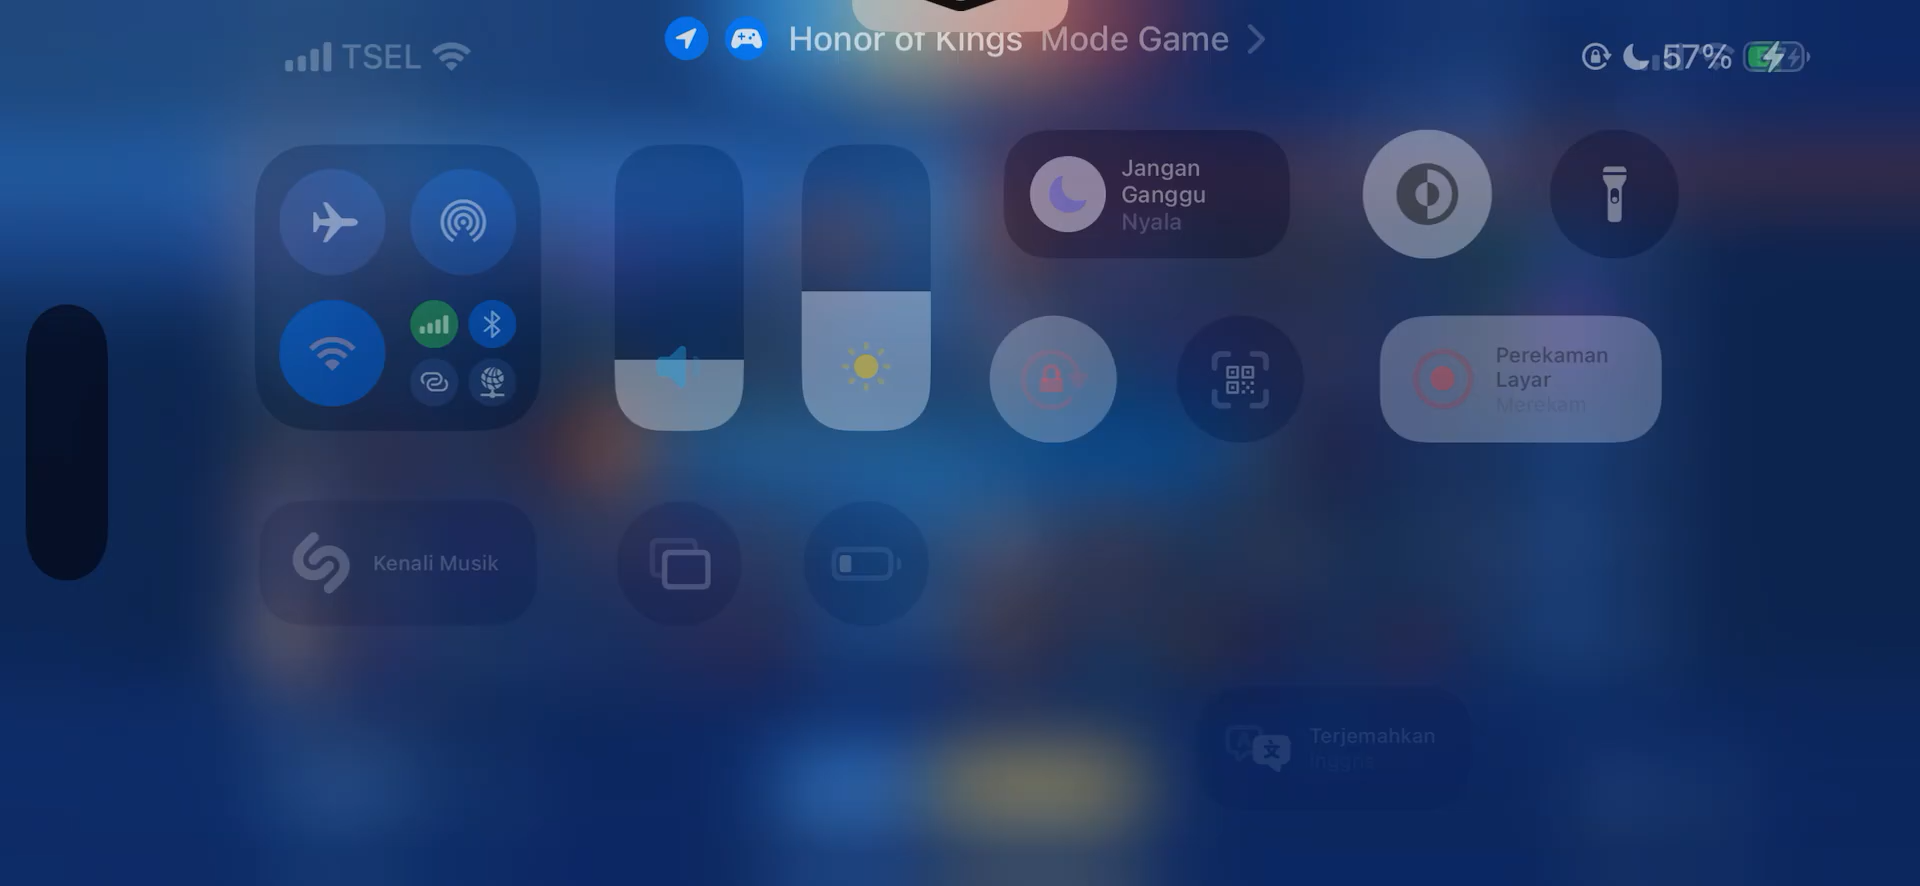 TSEL
Honor of Kings Mode Game
57%
Jangan
Ganggu
Nyala
Perekaman
Layar
Merekam
Kenali Musik
Terjemahkan
Inggris